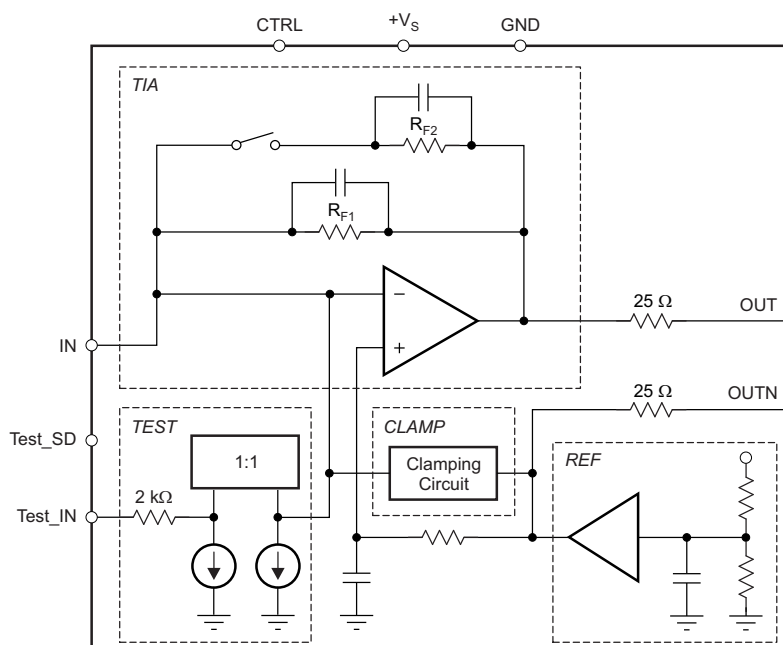 CTRL
+VS
GND
TIA
RF2
RF1
−
+
25 Ω
OUT
IN
25 Ω
OUTN
Test_SD
TEST
1:1
CLAMP
Clamping
Circuit
REF
2 kΩ
Test_IN